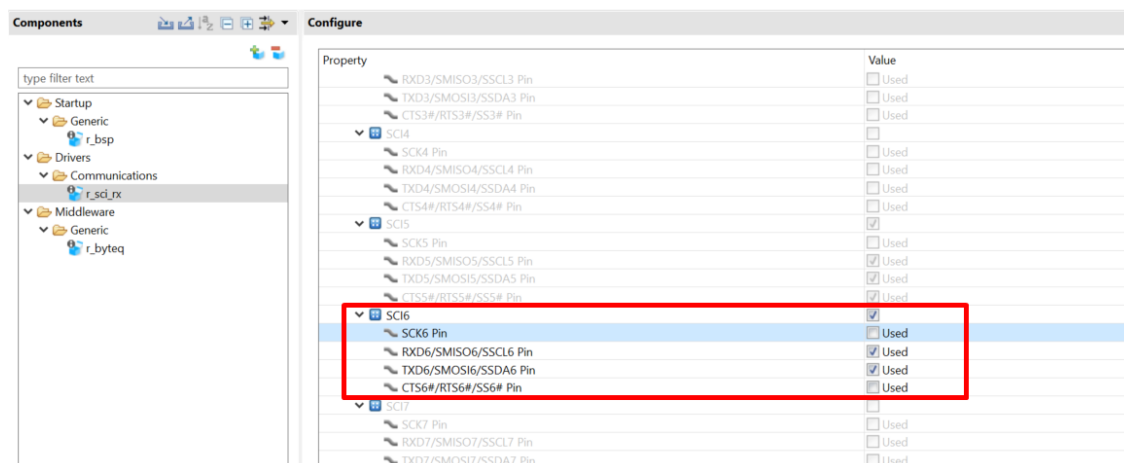 Components
Configure
type filter text
Startup
Generic
r_bsp
Drivers
Communications
r_sci_rx
Middleware
Generic
r_byteq
Property Value
RXD3/SMISO3/SSCL3 Pin Used
TXD3/SMOSI3/SSDA3 Pin Used
CTS3#/RTS3#/SS3# Pin Used
SCI4
SCK4 Pin Used
RXD4/SMISO4/SSCL4 Pin Used
TXD4/SMOSI4/SSDA4 Pin Used
CTS4#/RTS4#/SS4# Pin Used
SCI5
SCK5 Pin Used
RXD5/SMISO5/SSCL5 Pin Used
TXD5/SMOSI5/SSDA5 Pin Used
CTS5#/RTS5#/SS5# Pin Used
SCI6
SCK6 Pin Used
RXD6/SMISO6/SSCL6 Pin Used
TXD6/SMOSI6/SSDA6 Pin Used
CTS6#/RTS6#/SS6# Pin Used
SCI7
SCK7 Pin Used
RXD7/SMISO7/SSCL7 Pin Used
TXD7/SMOSI7/SSDA7 Pin Used